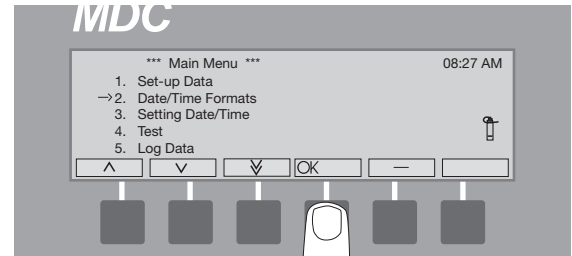 MDC
*** Main Menu *** 08:27 AM
1. Set-up Data
→2. Date/Time Formats
3. Setting Date/Time
4. Test
5. Log Data
OK —